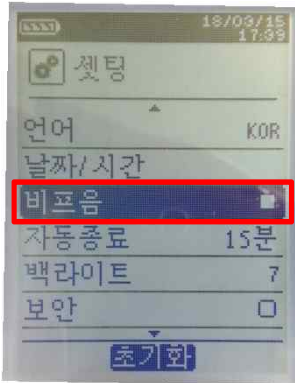 18/09/15
17:39
셋팅
언어 KOR
날짜/시간
비프음
자동종료 15분
백라이트 7
보안
초기화